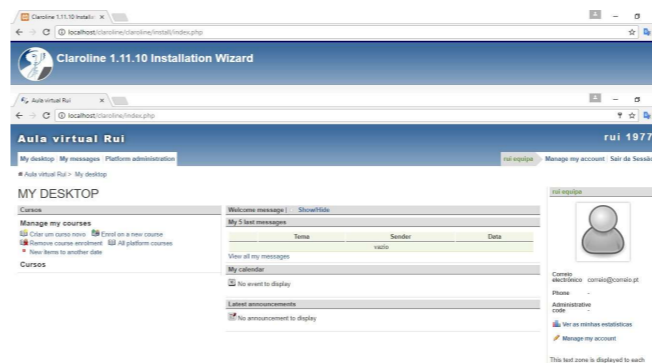 Claroline 1.11.10 Installa
localhost/claroline/claroline/install/index.php
Claroline 1.11.10 Installation Wizard
Aula virtual Rui
localhost/claroline/index.php
Aula virtual Rui
rui 1977
My desktop My messages Platform administration
rui equipa Manage my account Sair da Sessão
Aula virtual Rui > My desktop
MY DESKTOP
Cursos
Manage my courses
Criar um curso novo Enrol on a new course
Remove course enrolment All platform courses
New items to another date
Cursos
Welcome message | Show/Hide
My 5 last messages
Tema Sender Data
vazio
View all my messages
My calendar
No event to display
Latest announcements
No announcement to display
rui equipa
Correio
electrónico correio@correio.pt
Phone -
Administrative
code -
Ver as minhas estatísticas
Manage my account
This text zone is displayed to each